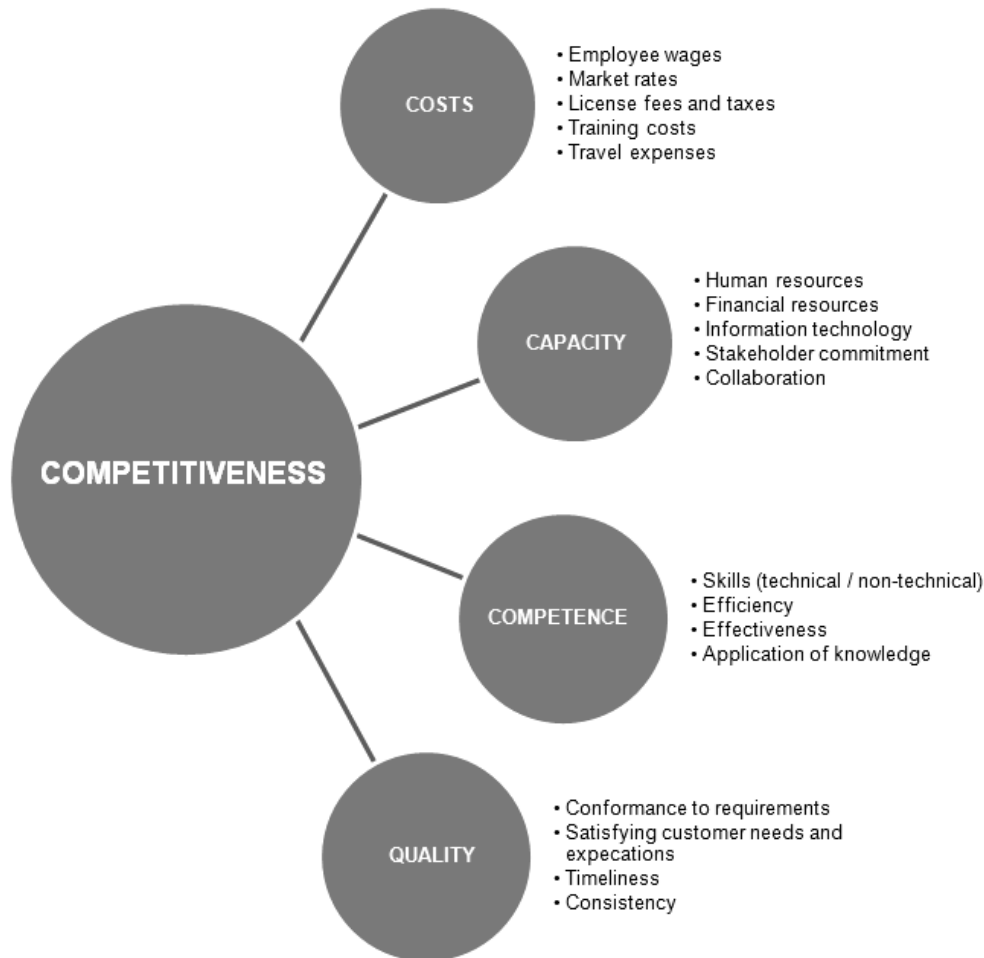 COSTS
• Employee wages
• Market rates
• License fees and taxes
• Training costs
• Travel expenses
CAPACITY
• Human resources
• Financial resources
• Information technology
• Stakeholder commitment
• Collaboration
COMPETITIVENESS
COMPETENCE
• Skills (technical / non-technical)
• Efficiency
• Effectiveness
• Application of knowledge
QUALITY
• Conformance to requirements
• Satisfying customer needs and
expecations
• Timeliness
• Consistency